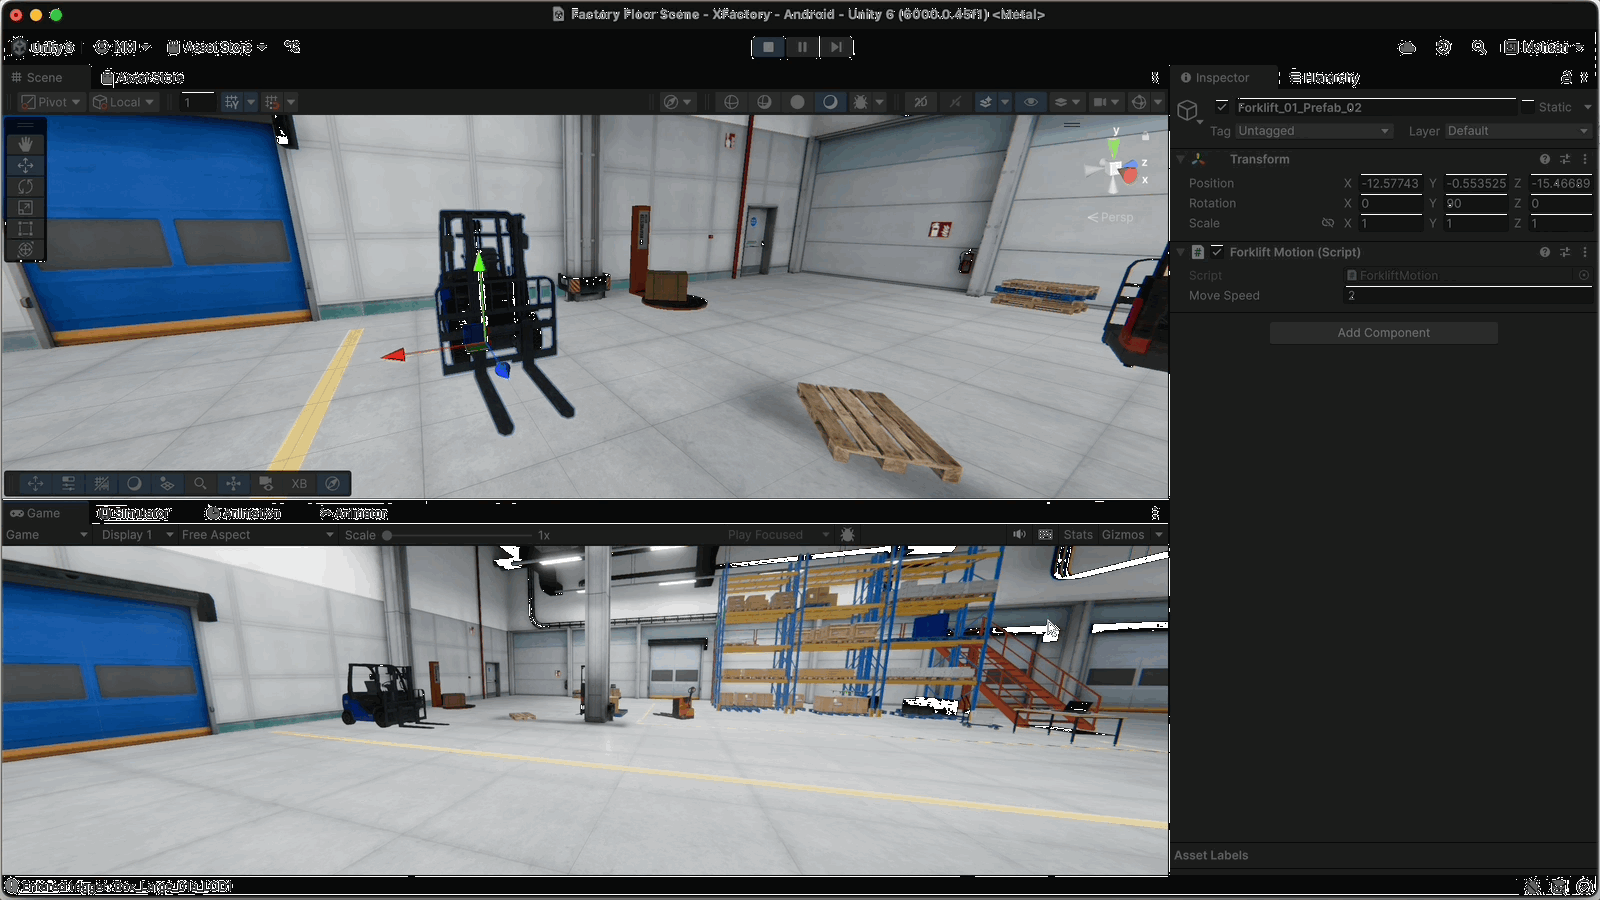 Factory Floor Scene - XFactory - Android - Unity 6 (6000.0.45f1) <Metal>
Unity 6 MM Asset Store
Scene Asset Store
Pivot Local 1 2D
y z x
Persp
XB
Game Simulator Animation Animator
Game Display 1 Free Aspect Scale 1x Play Focused Stats Gizmos
Inspector Hierarchy
Forklift_01_Prefab_02 Static
Tag Untagged Layer Default
Transform
Position X -12.57743 Y -0.553525 Z -15.46689
Rotation X 0 Y 90 Z 0
Scale X 1 Y 1 Z 1
# Forklift Motion (Script)
Script ForkliftMotion
Move Speed 2
Add Component
Asset Labels